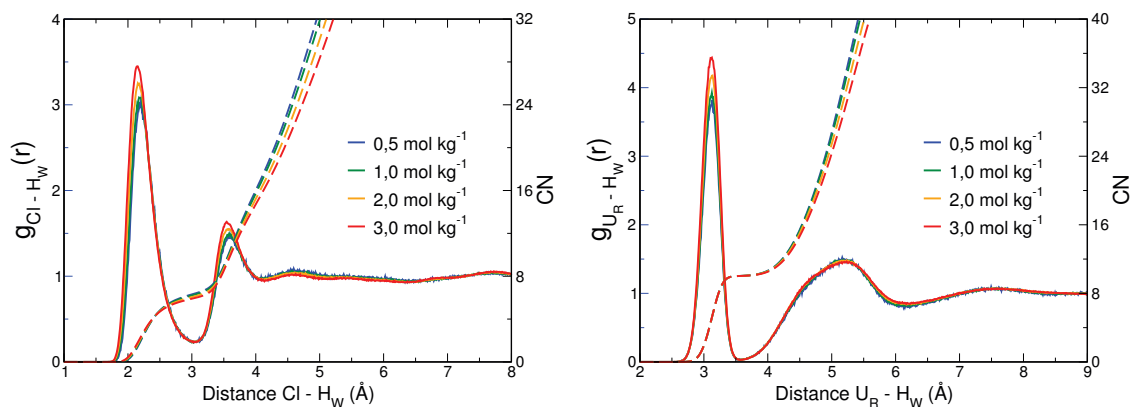 4
3
2
1
0
g Cl - H_W (r)
32
24
16
8
0
CN
0,5 mol kg⁻¹
1,0 mol kg⁻¹
2,0 mol kg⁻¹
3,0 mol kg⁻¹
1 2 3 4 5 6 7 8
Distance Cl - H_W (Å)
5
4
3
2
1
0
g U_R - H_W (r)
40
32
24
16
8
0
CN
0,5 mol kg⁻¹
1,0 mol kg⁻¹
2,0 mol kg⁻¹
3,0 mol kg⁻¹
2 3 4 5 6 7 8 9
Distance U_R - H_W (Å)